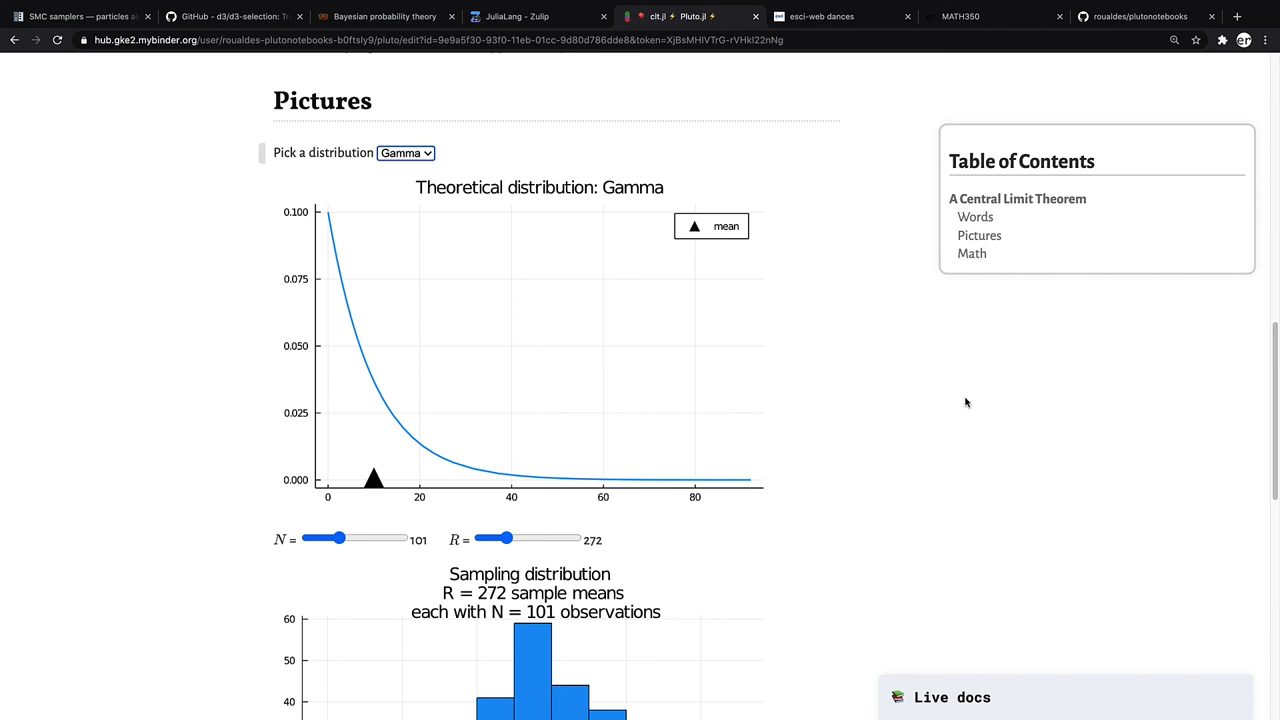 SMC samplers — particles al
GitHub - d3/d3-selection: Tr
Bayesian probability theory
JuliaLang - Zulip
clt.jl ⚡ Pluto.jl ⚡
esci-web dances
MATH350
roualdes/plutonotebooks
hub.gke2.mybinder.org/user/roualdes-plutonotebooks-b0ftsly9/pluto/edit?id=9e9a5f30-93f0-11eb-01cc-9d80d786dde8&token=XjBsMHIVTrG-rVHkl22nNg
er
Pictures
Pick a distribution Gamma
Theoretical distribution: Gamma
mean
0.100
0.075
0.050
0.025
0.000
0 20 40 60 80
N = 101 R = 272
Sampling distribution
R = 272 sample means
each with N = 101 observations
60
50
40
Table of Contents
A Central Limit Theorem
Words
Pictures
Math
Live docs